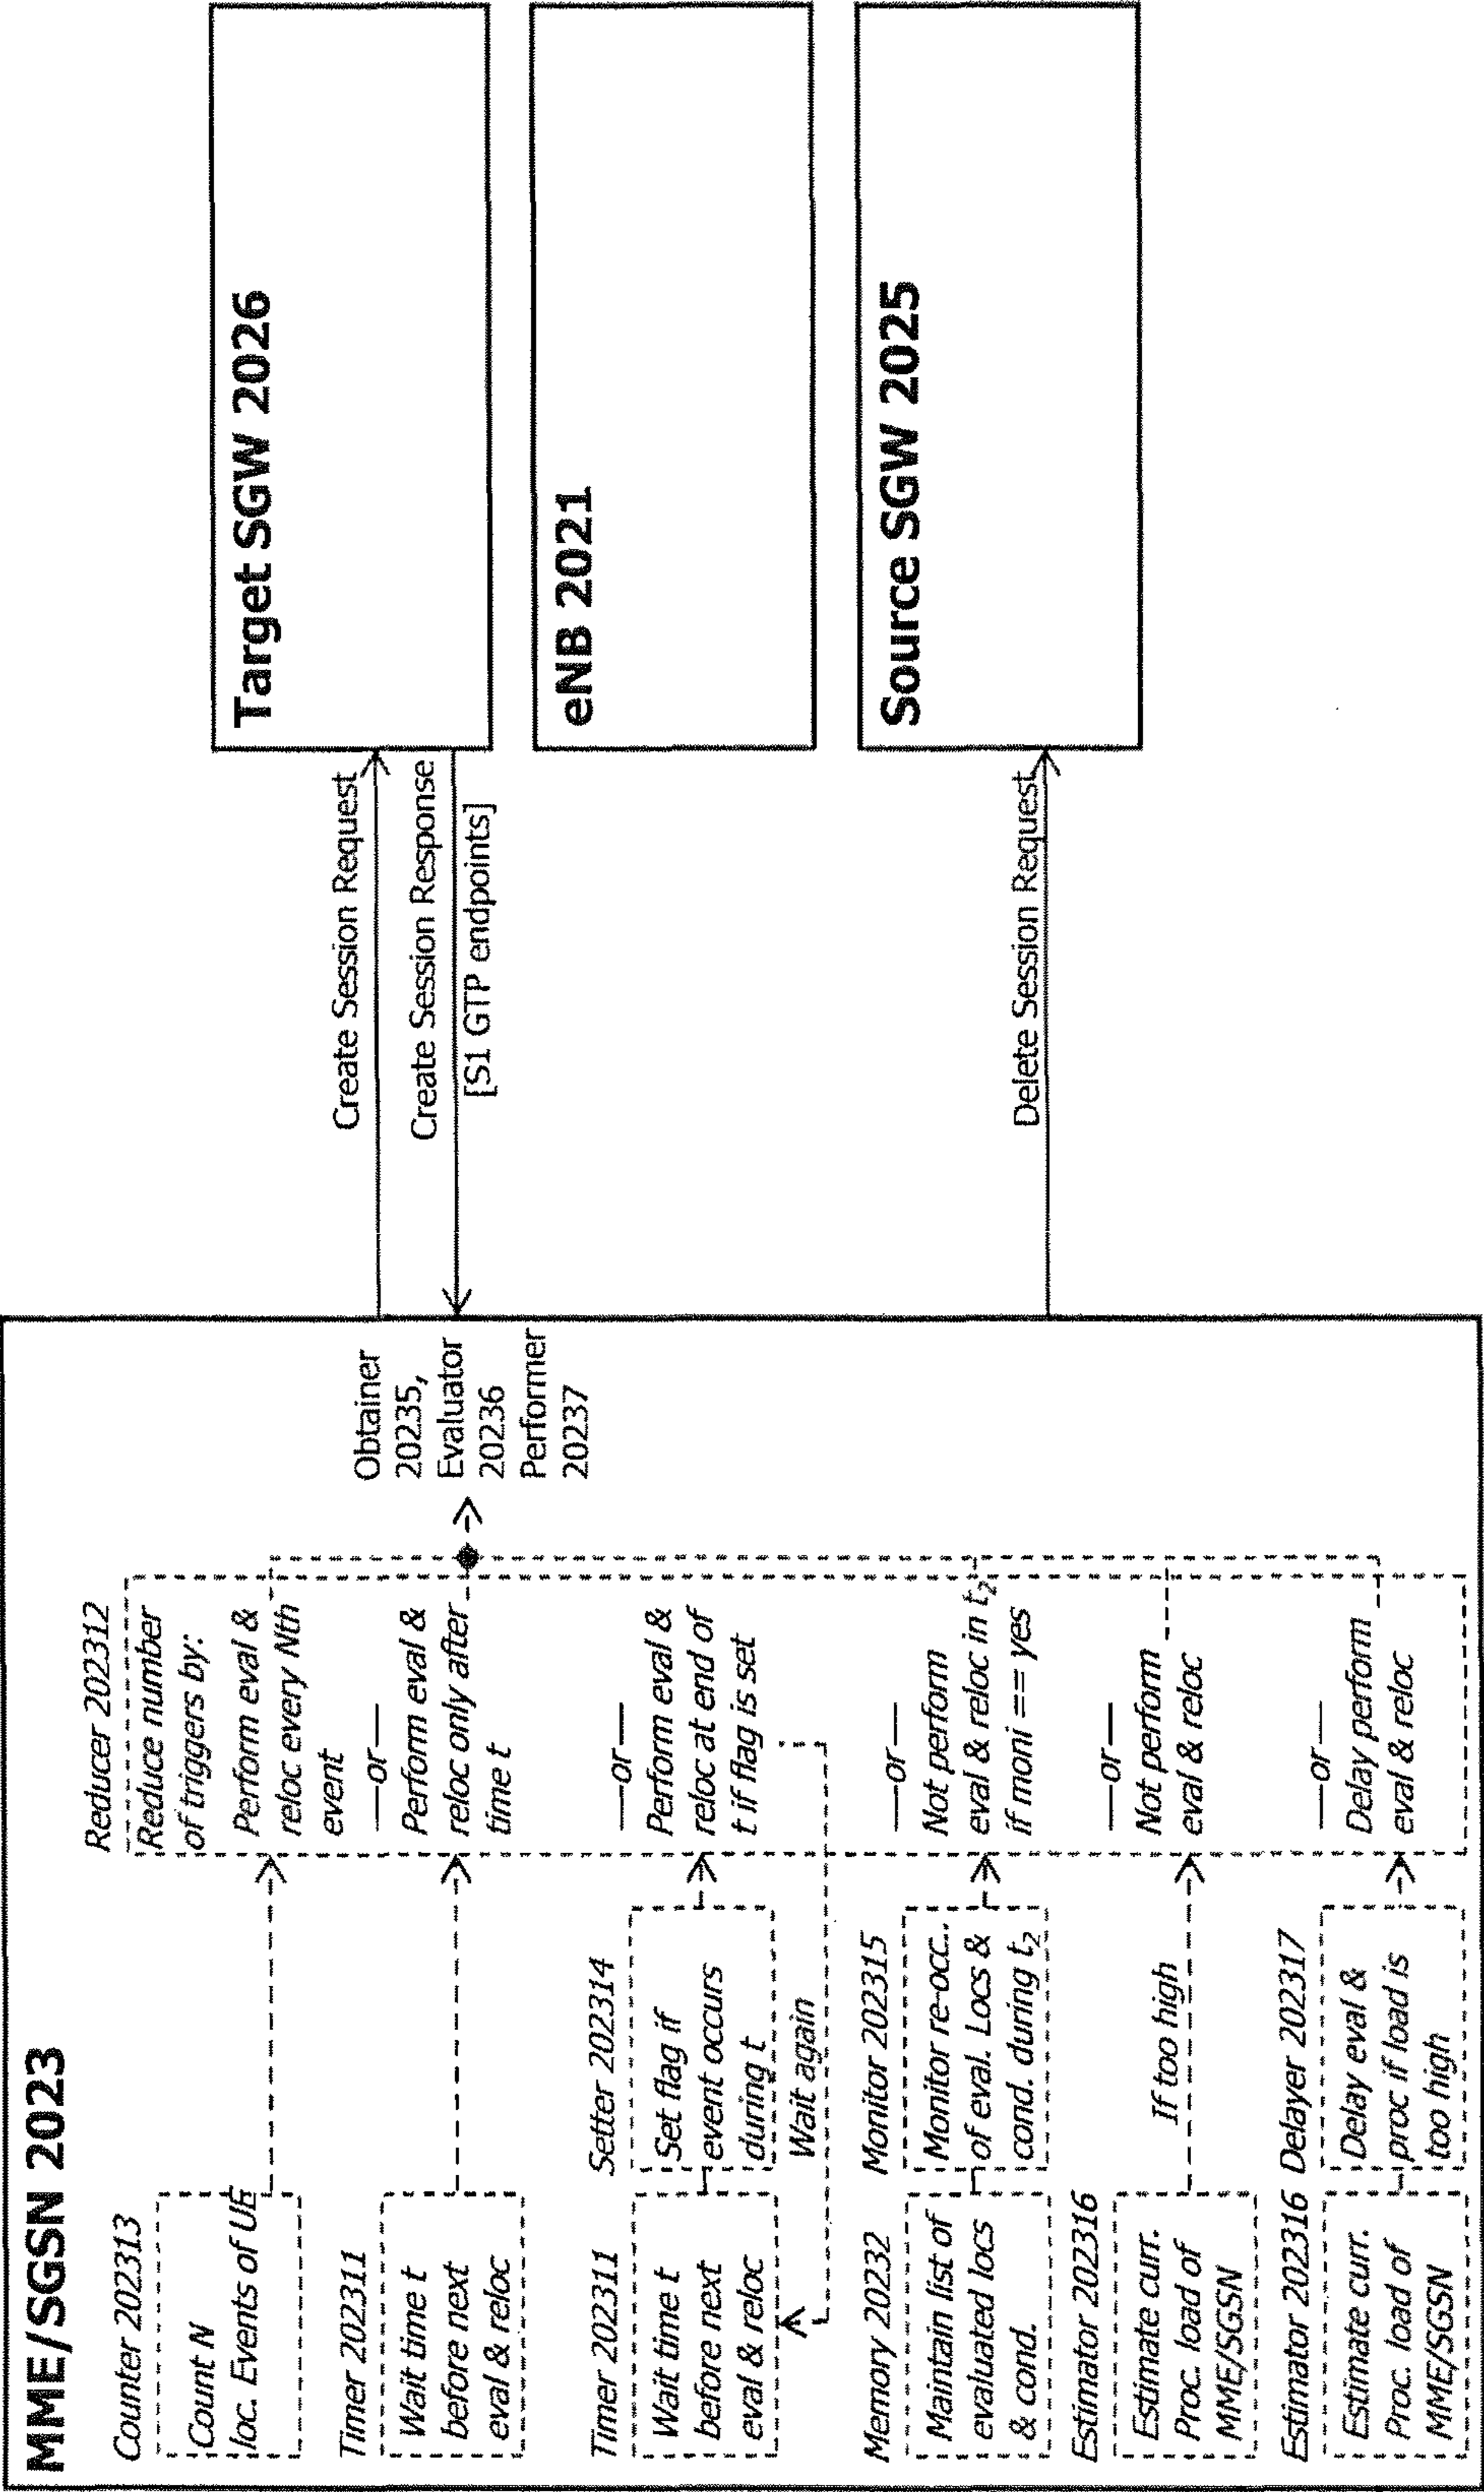 MME/SGSN 2023
Counter 202313
Count N
loc. Events of UE
Reducer 202312
Reduce number
of triggers by:
Perform eval &
reloc every Nth
event
—or—
Timer 202311
Wait time t
before next
eval & reloc
Perform eval &
reloc only after
time t
—or—
Timer 202311
Wait time t
before next
eval & reloc
Setter 202314
Set flag if
event occurs
during t
Wait again
Perform eval &
reloc at end of
t if flag is set
—or—
Memory 20232
Maintain list of
evaluated locs
& cond.
Monitor 202315
Monitor re-occ..
of eval. Locs &
cond. during t₂
Not perform
eval & reloc in t₂
if moni == yes
—or—
Estimator 202316
Estimate curr.
Proc. load of
MME/SGSN
If too high
Not perform
eval & reloc
—or—
Estimator 202316
Estimate curr.
Proc. load of
MME/SGSN
Delayer 202317
Delay eval &
proc if load is
too high
Delay perform
eval & reloc
Obtainer
20235,
Evaluator
20236
Performer
20237
Create Session Request
Create Session Response
[S1 GTP endpoints]
Delete Session Request
Target SGW 2026
eNB 2021
Source SGW 2025